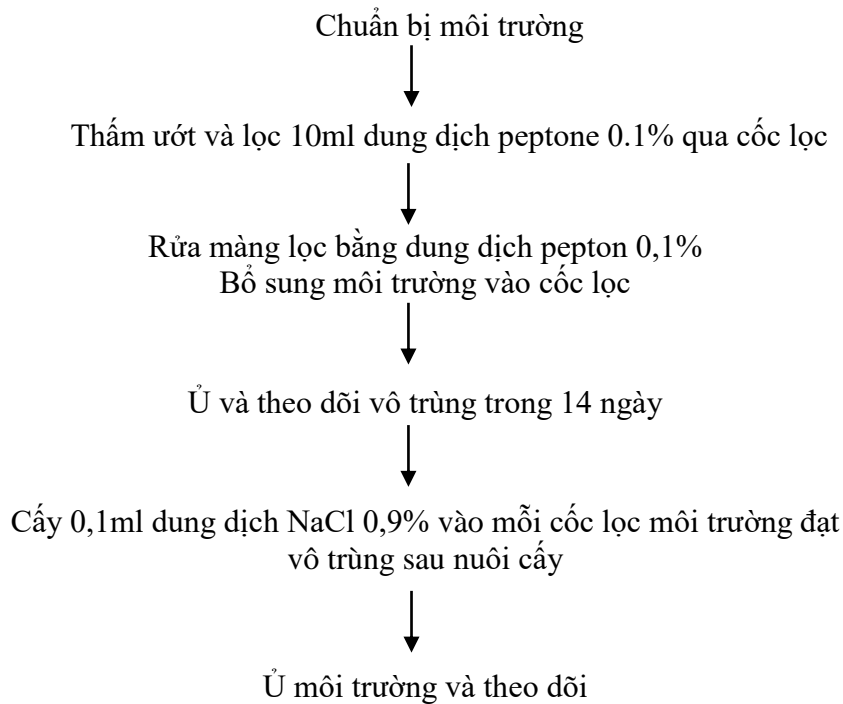 Chuẩn bị môi trường
Thấm ướt và lọc 10ml dung dịch peptone 0.1% qua cốc lọc
Rửa màng lọc bằng dung dịch pepton 0,1%
Bổ sung môi trường vào cốc lọc
Ủ và theo dõi vô trùng trong 14 ngày
Cấy 0,1ml dung dịch NaCl 0,9% vào mỗi cốc lọc môi trường đạt
vô trùng sau nuôi cấy
Ủ môi trường và theo dõi